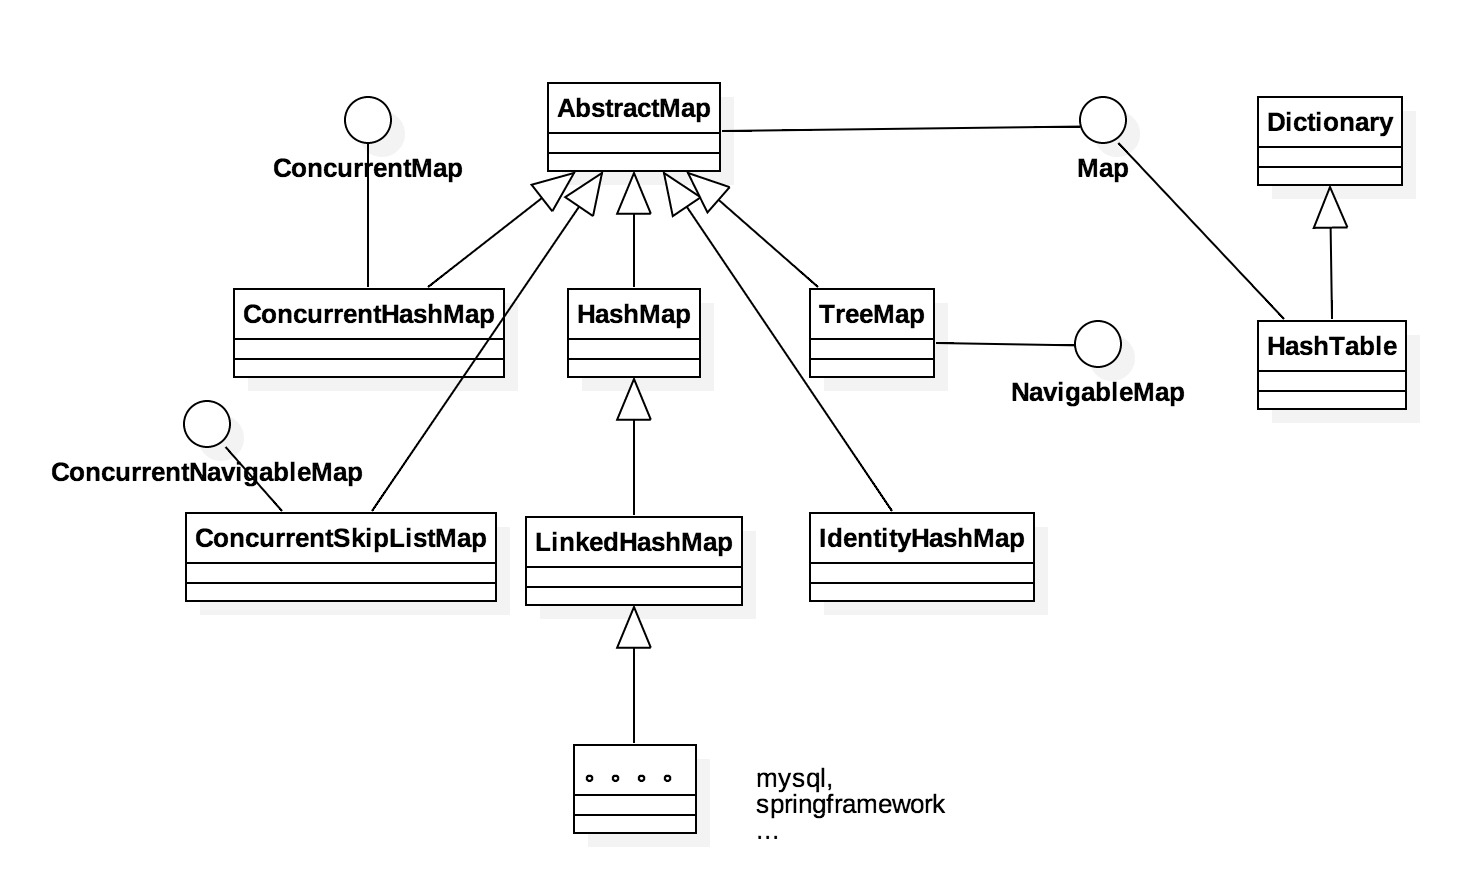 AbstractMap
Dictionary
ConcurrentMap
Map
ConcurrentHashMap
HashMap
TreeMap
HashTable
NavigableMap
ConcurrentNavigableMap
ConcurrentSkipListMap
LinkedHashMap
IdentityHashMap
。。。。
mysql,
springframework
...